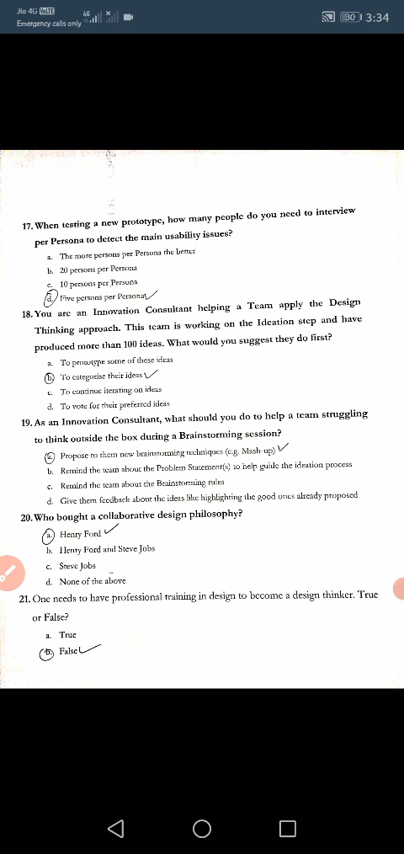 Jio 4G VoLTE
Emergency calls only
4G
30 3:34
17. When testing a new prototype, how many people do you need to interview
per Persona to detect the main usability issues?
a. The more persons per Persona the better
b. 20 persons per Persona
c. 10 persons per Persona
d. Five persons per Persona
18. You are an Innovation Consultant helping a Team apply the Design
Thinking approach. This team is working on the Ideation step and have
produced more than 100 ideas. What would you suggest they do first?
a. To prototype some of these ideas
b. To categorise their ideas
c. To continue iterating on ideas
d. To vote for their preferred ideas
19. As an Innovation Consultant, what should you do to help a team struggling
to think outside the box during a Brainstorming session?
a. Propose to them new brainstorming techniques (e.g. Mash-up)
b. Remind the team about the Problem Statement(s) to help guide the ideation process
c. Remind the team about the Brainstorming rules
d. Give them feedback about the ideas like highlighting the good ones already proposed
20. Who bought a collaborative design philosophy?
a. Henry Ford
b. Henry Ford and Steve Jobs
c. Steve Jobs
d. None of the above
21. One needs to have professional training in design to become a design thinker. True
or False?
a. True
b. False